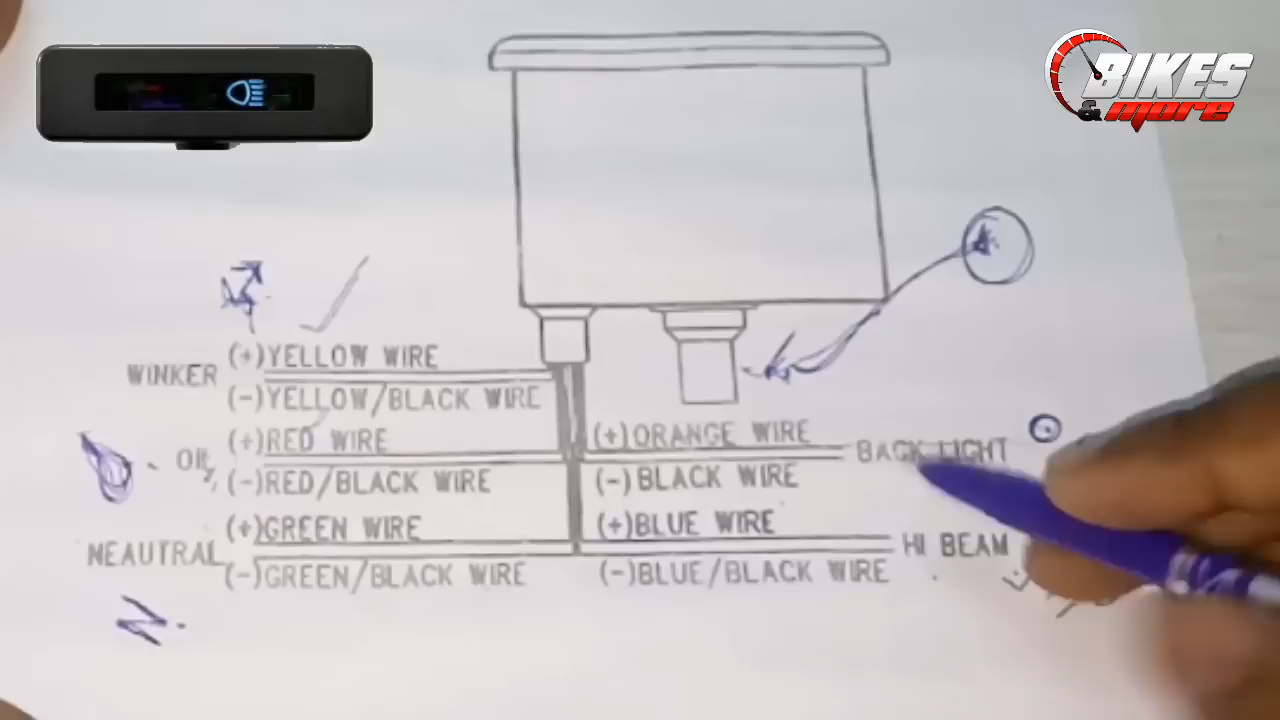 BIKES
& more
WINKER
(+)YELLOW WIRE
(-)YELLOW/BLACK WIRE
(+)RED WIRE
(-)RED/BLACK WIRE
NEAUTRAL
(+)GREEN WIRE
(-)GREEN/BLACK WIRE
N.
(+)ORANGE WIRE
BACK LIGHT
(-)BLACK WIRE
(+)BLUE WIRE
HI BEAM
(-)BLUE/BLACK WIRE